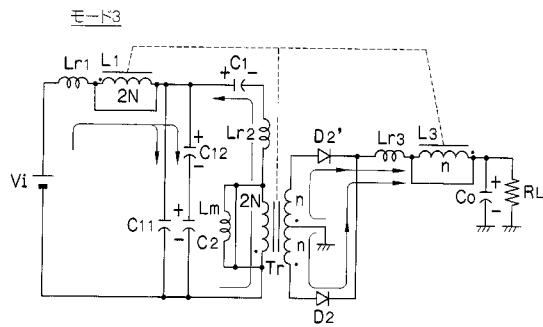 モード3
Lr1
L1
2N
C1
+ -
Lr2
C12
+
-
Vi
C11
C2
+
-
Lm
2N
Tr
n
n
D2'
D2
Lr3
L3
n
Co
+
-
RL